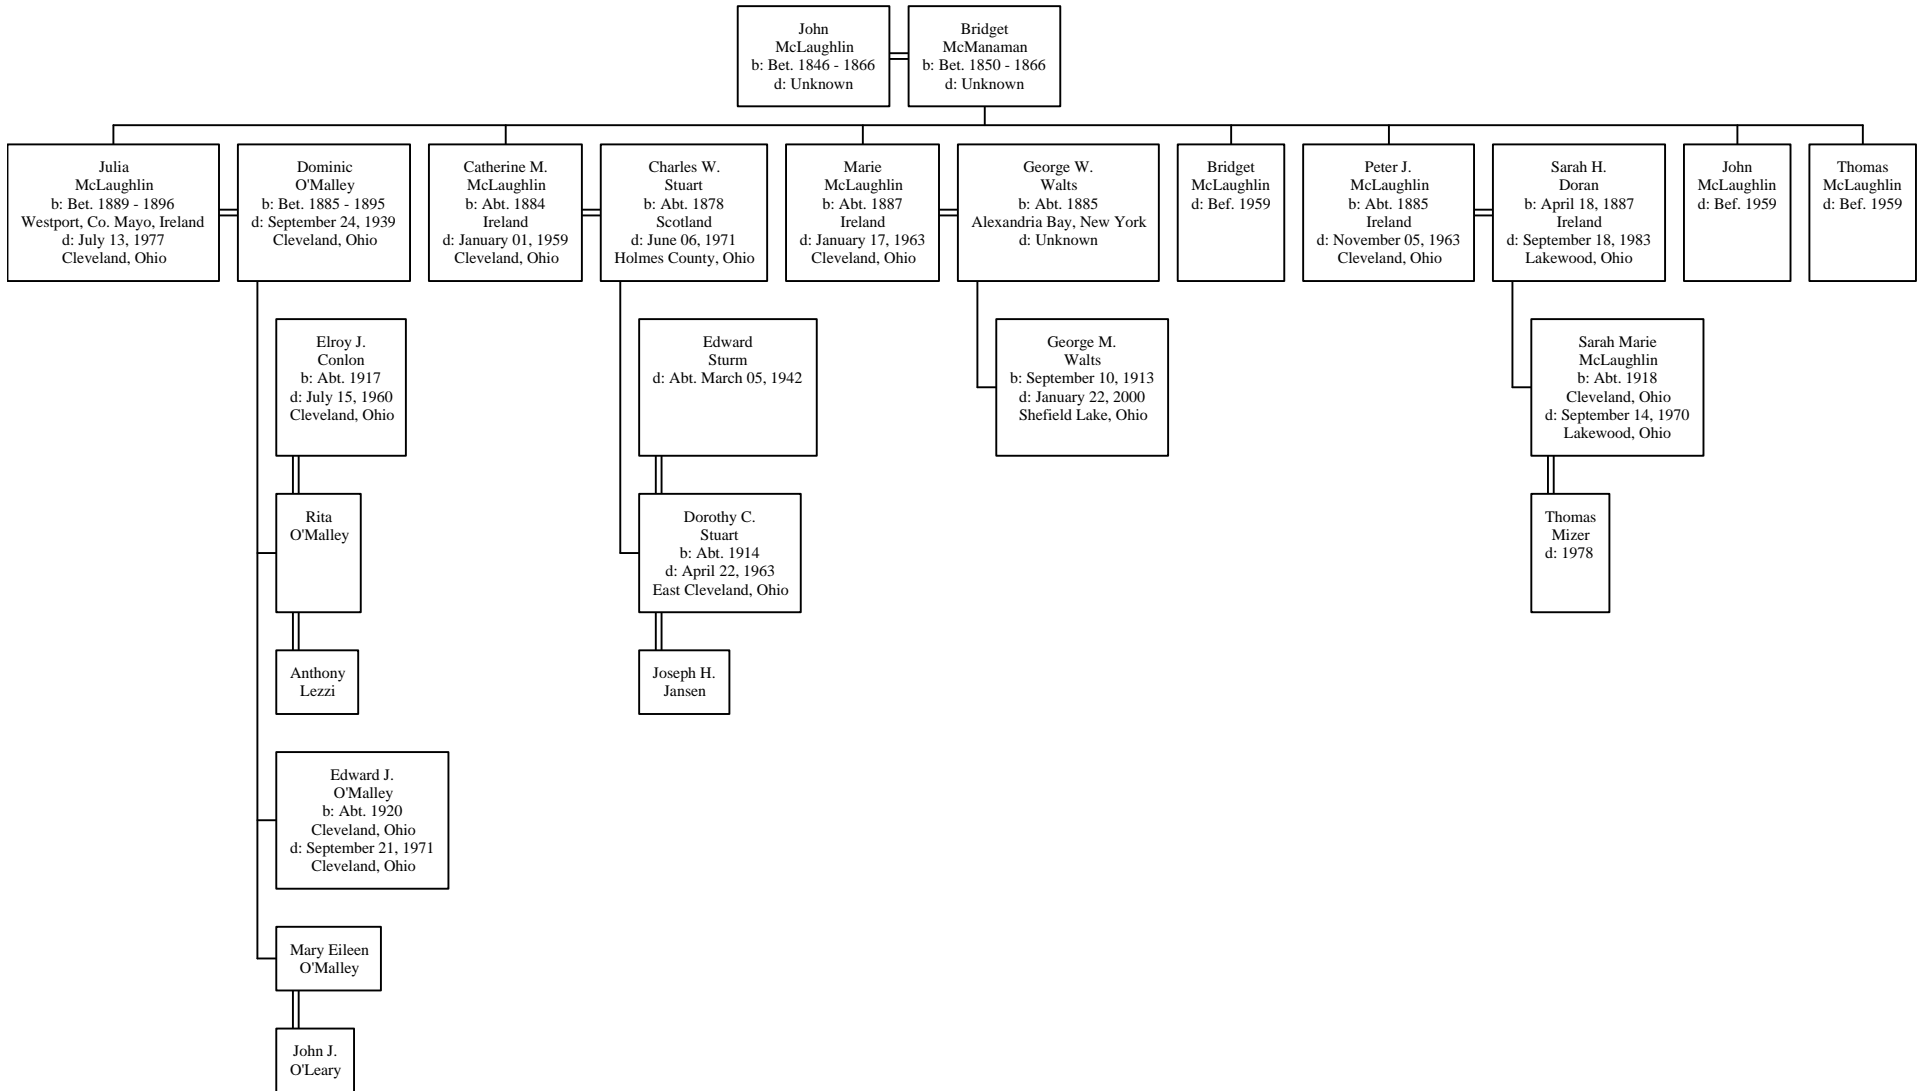 John
McLaughlin
b: Bet. 1846 - 1866
d: Unknown
Bridget
McManaman
b: Bet. 1850 - 1866
d: Unknown
Julia
McLaughlin
b: Bet. 1889 - 1896
Westport, Co. Mayo, Ireland
d: July 13, 1977
Cleveland, Ohio
Dominic
O'Malley
b: Bet. 1885 - 1895
d: September 24, 1939
Cleveland, Ohio
Catherine M.
McLaughlin
b: Abt. 1884
Ireland
d: January 01, 1959
Cleveland, Ohio
Charles W.
Stuart
b: Abt. 1878
Scotland
d: June 06, 1971
Holmes County, Ohio
Marie
McLaughlin
b: Abt. 1887
Ireland
d: January 17, 1963
Cleveland, Ohio
George W.
Walts
b: Abt. 1885
Alexandria Bay, New York
d: Unknown
Bridget
McLaughlin
d: Bef. 1959
Peter J.
McLaughlin
b: Abt. 1885
Ireland
d: November 05, 1963
Cleveland, Ohio
Sarah H.
Doran
b: April 18, 1887
Ireland
d: September 18, 1983
Lakewood, Ohio
John
McLaughlin
d: Bef. 1959
Thomas
McLaughlin
d: Bef. 1959
Elroy J.
Conlon
b: Abt. 1917
d: July 15, 1960
Cleveland, Ohio
Edward
Sturm
d: Abt. March 05, 1942
George M.
Walts
b: September 10, 1913
d: January 22, 2000
Shefield Lake, Ohio
Sarah Marie
McLaughlin
b: Abt. 1918
Cleveland, Ohio
d: September 14, 1970
Lakewood, Ohio
Rita
O'Malley
Dorothy C.
Stuart
b: Abt. 1914
d: April 22, 1963
East Cleveland, Ohio
Thomas
Mizer
d: 1978
Anthony
Lezzi
Joseph H.
Jansen
Edward J.
O'Malley
b: Abt. 1920
Cleveland, Ohio
d: September 21, 1971
Cleveland, Ohio
Mary Eileen
O'Malley
John J.
O'Leary